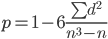 p = 1 − 6 ∑d² / n³ − n